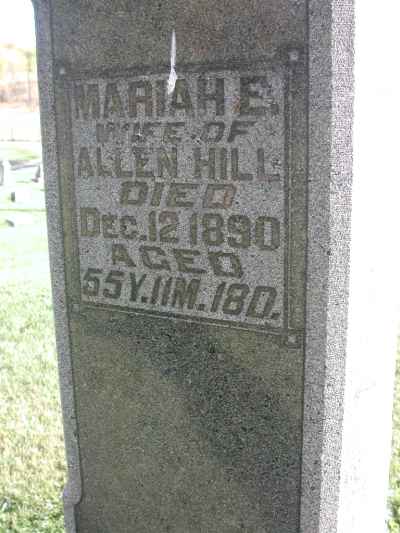 MARIAH E.
WIFE OF
ALLEN HILL
DIED
DEC. 12 1890
AGED
55Y. 11M. 18D.